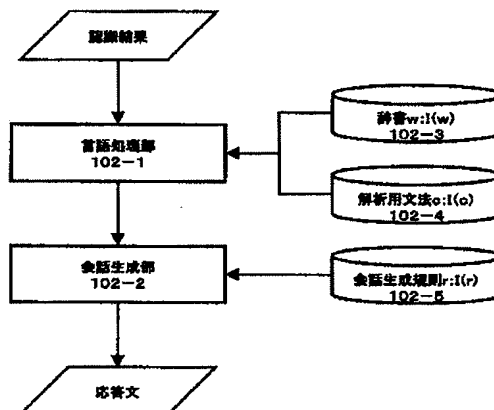 認識結果
言語処理部
102-1
辞書w:I(w)
102-3
解析用文法c:I(c)
102-4
会話生成部
102-2
会話生成規則r:I(r)
102-5
応答文